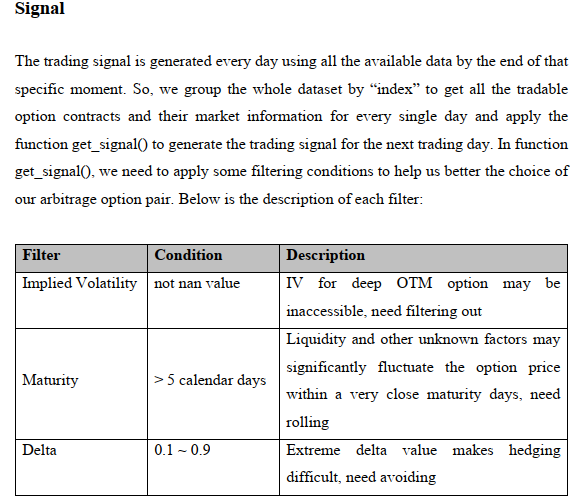 Signal
The trading signal is generated every day using all the available data by the end of that
specific moment. So, we group the whole dataset by “index” to get all the tradable
option contracts and their market information for every single day and apply the
function get_signal() to generate the trading signal for the next trading day. In function
get_signal(), we need to apply some filtering conditions to help us better the choice of
our arbitrage option pair. Below is the description of each filter:
Filter Condition Description
Implied Volatility not nan value IV for deep OTM option may be
inaccessible, need filtering out
Liquidity and other unknown factors may
significantly fluctuate the option price
Maturity > 5 calendar days
within a very close maturity days, need
rolling
Delta 0.1 ~ 0.9 Extreme delta value makes hedging
difficult, need avoiding